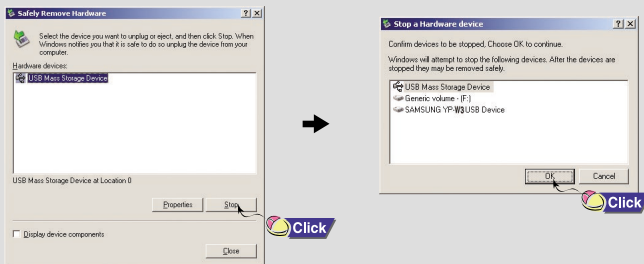 Safely Remove Hardware
Select the device you want to unplug or eject, and then click Stop. When
Windows notifies you that it is safe to do so unplug the device from your
computer.
Hardware devices:
USB Mass Storage Device
USB Mass Storage Device at Location 0
Properties
Stop
Click
Display device components
Close
Stop a Hardware device
Confirm devices to be stopped, Choose OK to continue.
Windows will attempt to stop the following devices. After the devices are
stopped they may be removed safely.
USB Mass Storage Device
Generic volume - (F:)
SAMSUNG YP-W3 USB Device
OK
Cancel
Click